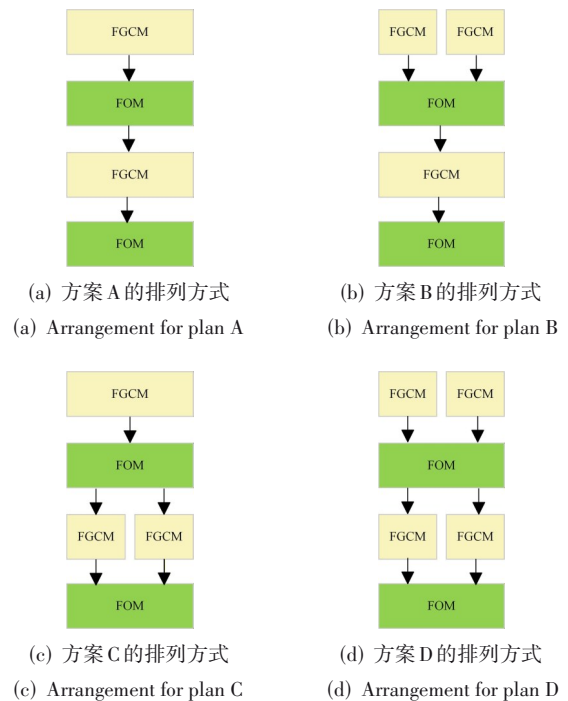 FGCM
FOM
FGCM
FOM
(a) 方案A的排列方式
(a) Arrangement for plan A
FGCM FGCM
FOM
FGCM
FOM
(b) 方案B的排列方式
(b) Arrangement for plan B
FGCM
FOM
FGCM FGCM
FOM
(c) 方案C的排列方式
(c) Arrangement for plan C
FGCM FGCM
FOM
FGCM FGCM
FOM
(d) 方案D的排列方式
(d) Arrangement for plan D